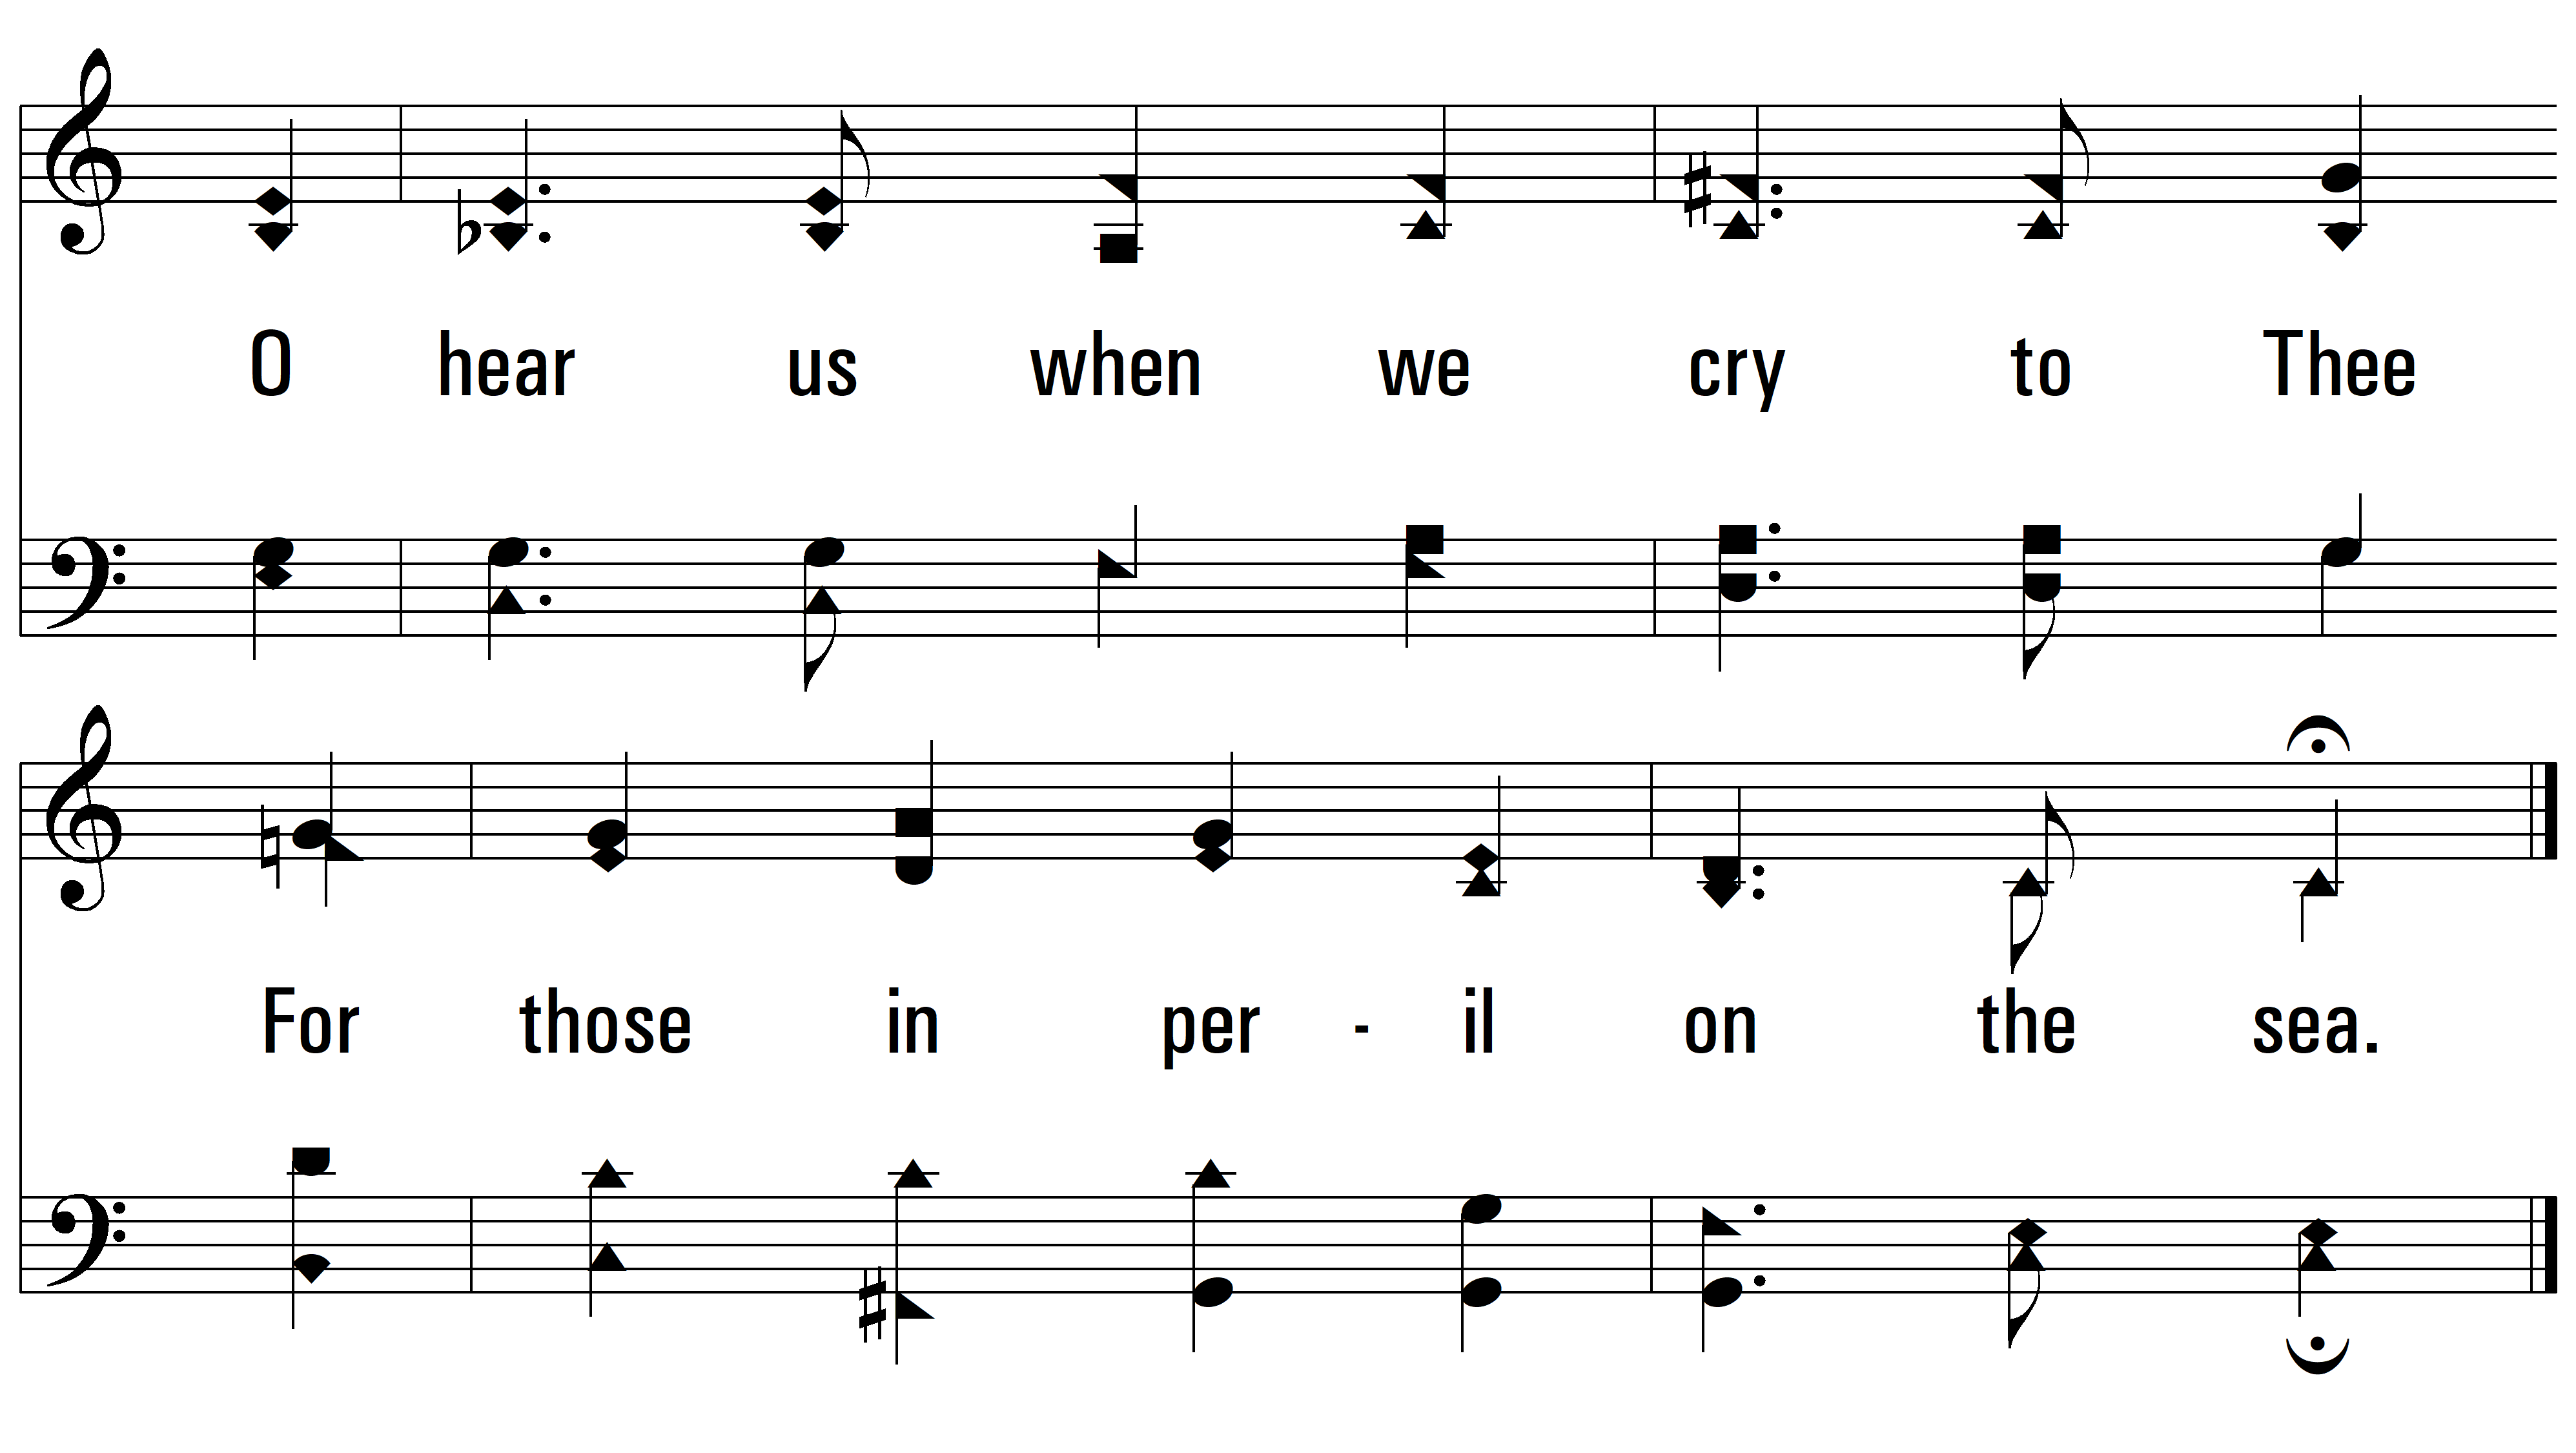 O hear us when we cry to Thee
For those in per - il on the sea.